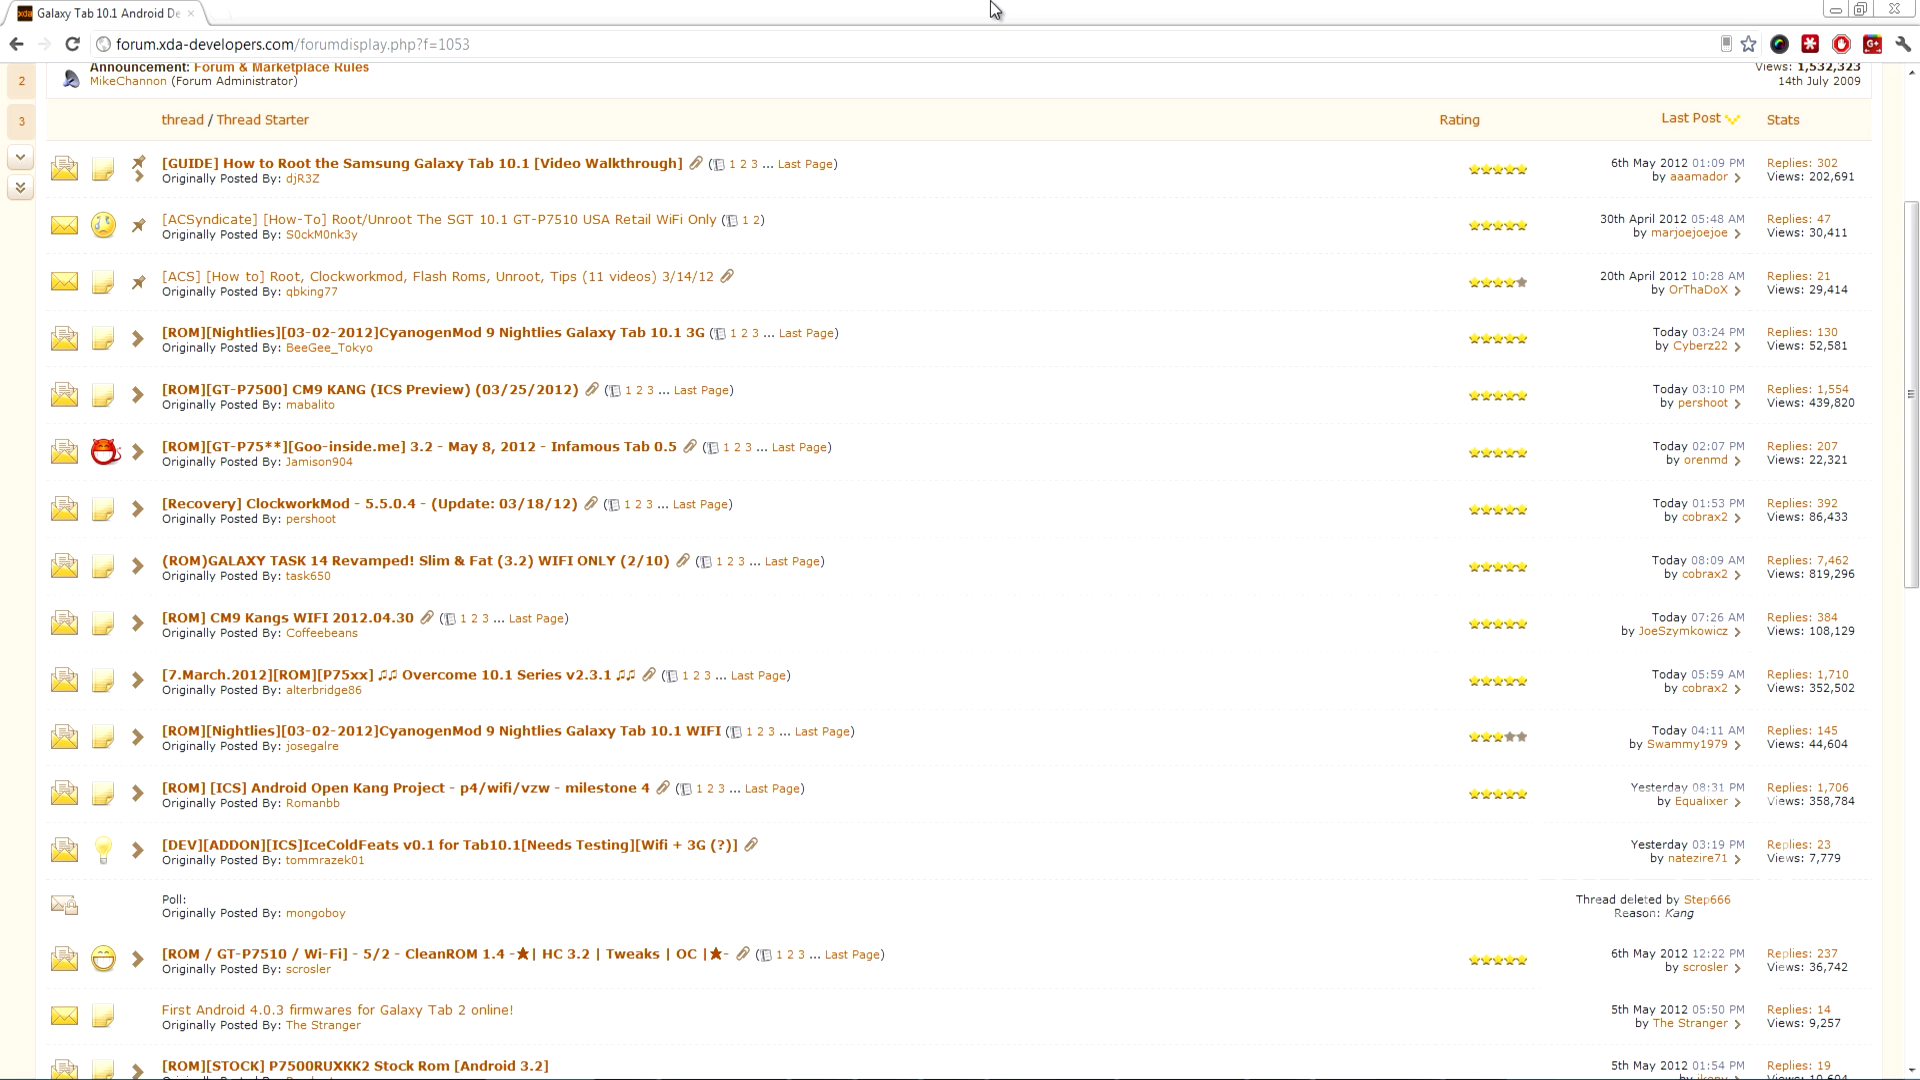 Galaxy Tab 10.1 Android De
forum.xda-developers.com/forumdisplay.php?f=1053
Announcement: Forum & Marketplace Rules
Views: 1,532,323
2
MikeChannon (Forum Administrator)
14th July 2009
3
thread / Thread Starter
Rating
Last Post
Stats
[GUIDE] How to Root the Samsung Galaxy Tab 10.1 [Video Walkthrough] ( 1 2 3 ... Last Page)
Originally Posted By: djR3Z
6th May 2012 01:09 PM
by aaamador
Replies: 302
Views: 202,691
[ACSyndicate] [How-To] Root/Unroot The SGT 10.1 GT-P7510 USA Retail WiFi Only ( 1 2)
Originally Posted By: S0ckM0nk3y
30th April 2012 05:48 AM
by marjoejoejoe
Replies: 47
Views: 30,411
[ACS] [How to] Root, Clockworkmod, Flash Roms, Unroot, Tips (11 videos) 3/14/12
Originally Posted By: qbking77
20th April 2012 10:28 AM
by OrThaDoX
Replies: 21
Views: 29,414
[ROM][Nightlies][03-02-2012]CyanogenMod 9 Nightlies Galaxy Tab 10.1 3G ( 1 2 3 ... Last Page)
Originally Posted By: BeeGee_Tokyo
Today 03:24 PM
by Cyberz22
Replies: 130
Views: 52,581
[ROM][GT-P7500] CM9 KANG (ICS Preview) (03/25/2012) ( 1 2 3 ... Last Page)
Originally Posted By: mabalito
Today 03:10 PM
by pershoot
Replies: 1,554
Views: 439,820
[ROM][GT-P75**][Goo-inside.me] 3.2 - May 8, 2012 - Infamous Tab 0.5 ( 1 2 3 ... Last Page)
Originally Posted By: Jamison904
Today 02:07 PM
by orenmd
Replies: 207
Views: 22,321
[Recovery] ClockworkMod - 5.5.0.4 - (Update: 03/18/12) ( 1 2 3 ... Last Page)
Originally Posted By: pershoot
Today 01:53 PM
by cobrax2
Replies: 392
Views: 86,433
(ROM)GALAXY TASK 14 Revamped! Slim & Fat (3.2) WIFI ONLY (2/10) ( 1 2 3 ... Last Page)
Originally Posted By: task650
Today 08:09 AM
by cobrax2
Replies: 7,462
Views: 819,296
[ROM] CM9 Kangs WIFI 2012.04.30 ( 1 2 3 ... Last Page)
Originally Posted By: Coffeebeans
Today 07:26 AM
by JoeSzymkowicz
Replies: 384
Views: 108,129
[7.March.2012][ROM][P75xx] ♫♫ Overcome 10.1 Series v2.3.1 ♫♫ ( 1 2 3 ... Last Page)
Originally Posted By: alterbridge86
Today 05:59 AM
by cobrax2
Replies: 1,710
Views: 352,502
[ROM][Nightlies][03-02-2012]CyanogenMod 9 Nightlies Galaxy Tab 10.1 WIFI ( 1 2 3 ... Last Page)
Originally Posted By: josegalre
Today 04:11 AM
by Swammy1979
Replies: 145
Views: 44,604
[ROM] [ICS] Android Open Kang Project - p4/wifi/vzw - milestone 4 ( 1 2 3 ... Last Page)
Originally Posted By: Romanbb
Yesterday 08:31 PM
by Equalixer
Replies: 1,706
Views: 358,784
[DEV][ADDON][ICS]IceColdFeats v0.1 for Tab10.1[Needs Testing][Wifi + 3G (?)]
Originally Posted By: tommrazek01
Yesterday 03:19 PM
by natezire71
Replies: 23
Views: 7,779
Poll:
Originally Posted By: mongoboy
Thread deleted by Step666
Reason: Kang
[ROM / GT-P7510 / Wi-Fi] - 5/2 - CleanROM 1.4 -★| HC 3.2 | Tweaks | OC |★- ( 1 2 3 ... Last Page)
Originally Posted By: scrosler
6th May 2012 12:22 PM
by scrosler
Replies: 237
Views: 36,742
First Android 4.0.3 firmwares for Galaxy Tab 2 online!
Originally Posted By: The Stranger
5th May 2012 05:50 PM
by The Stranger
Replies: 14
Views: 9,257
[ROM][STOCK] P7500RUXKK2 Stock Rom [Android 3.2]
5th May 2012 01:54 PM
Replies: 19